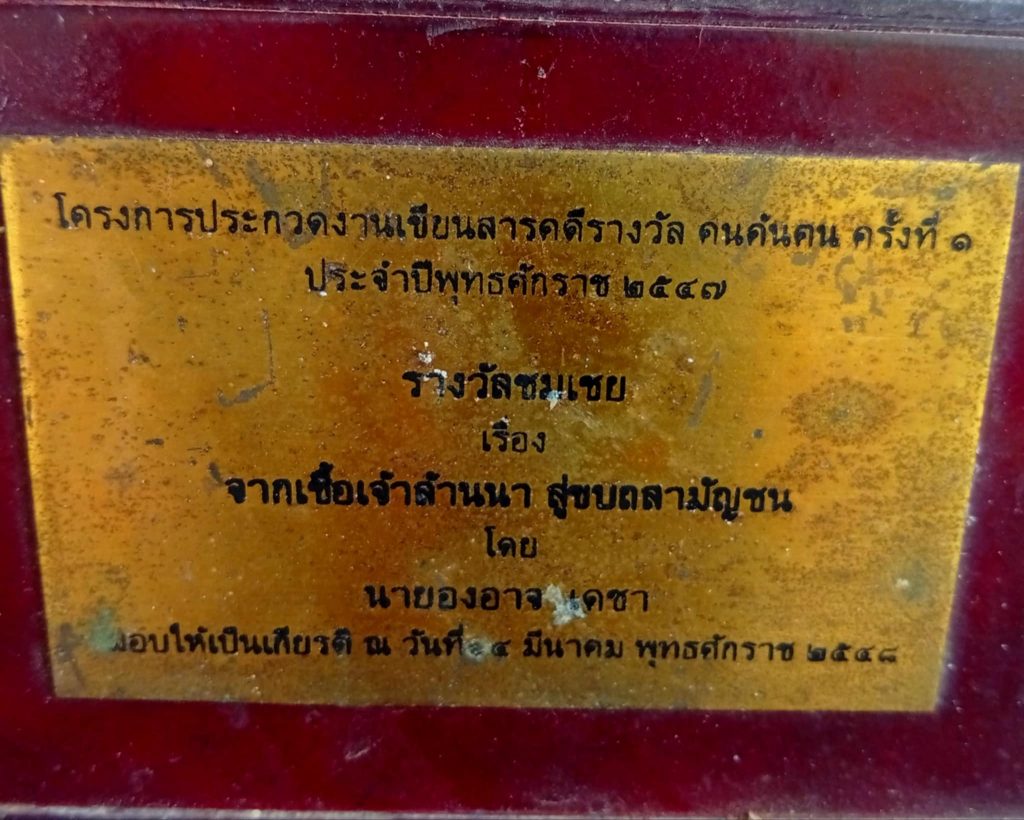 โครงการประกวดงานเขียนสารคดีรางวัล คนค้นฅน ครั้งที่ ๑
ประจำปีพุทธศักราช ๒๕๔๗
รางวัลชมเชย
เรื่อง
จากเชื้อเจ้าล้านนา สู่ขบถสามัญชน
โดย
นายองอาจ เดชา
มอบให้เป็นเกียรติ ณ วันที่ มีนาคม พุทธศักราช ๒๕๔๘